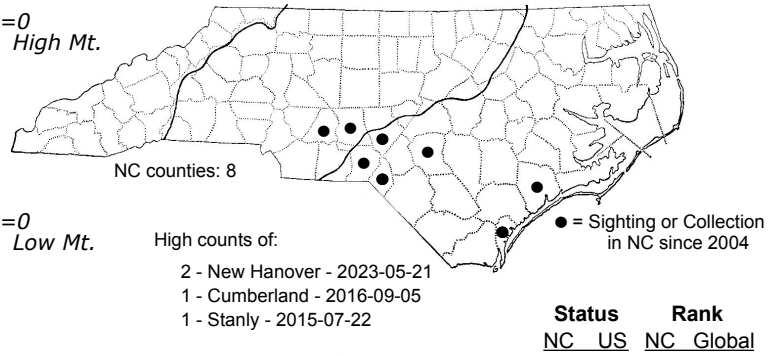 =0
High Mt.
NC counties: 8
=0
Low Mt.
● = Sighting or Collection
in NC since 2004
High counts of:
2 - New Hanover - 2023-05-21
1 - Cumberland - 2016-09-05
1 - Stanly - 2015-07-22
Status Rank
NC US NC Global